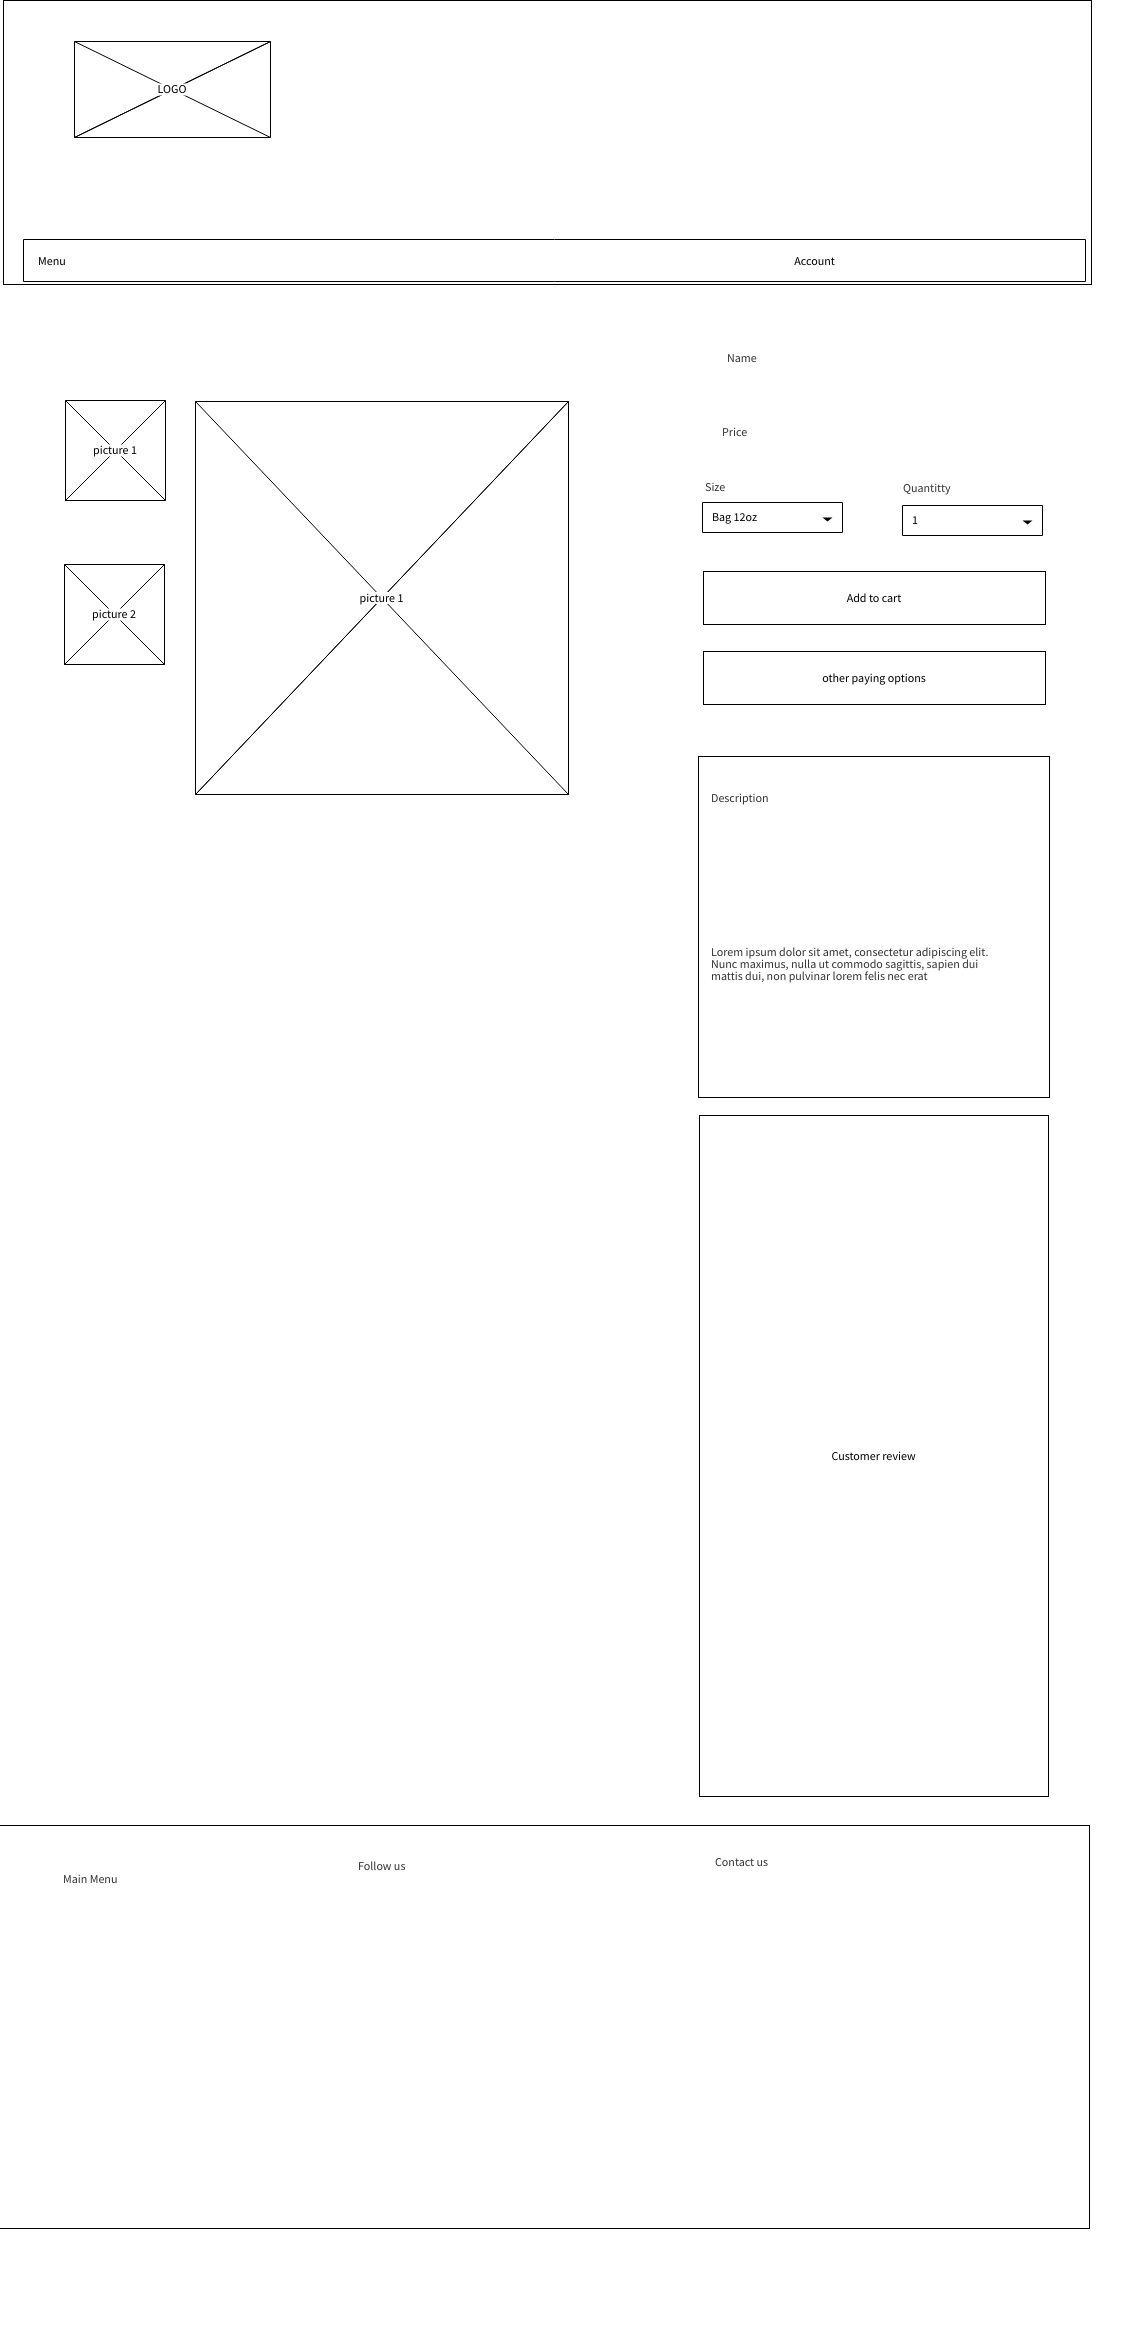 LOGO
Menu
Account
Name
picture 1
Price
Size
Quantitty
Bag 12oz
1
picture 1
picture 2
Add to cart
other paying options
Description
Lorem ipsum dolor sit amet, consectetur adipiscing elit.
Nunc maximus, nulla ut commodo sagittis, sapien dui
mattis dui, non pulvinar lorem felis nec erat
Customer review
Main Menu
Follow us
Contact us